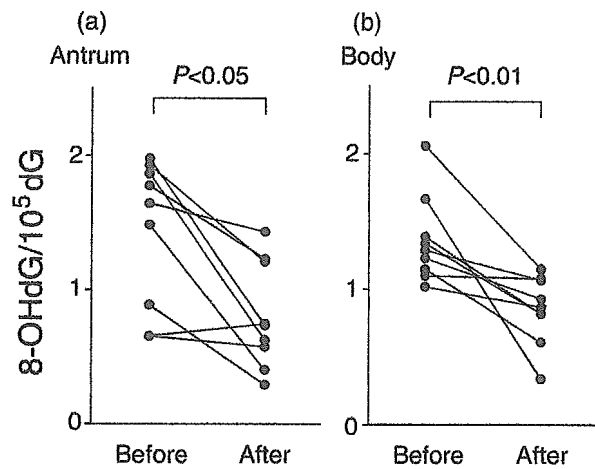 (a)
Antrum
P<0.05
8-OHdG/10⁵dG
2
1
0
Before After
(b)
Body
P<0.01
2
1
0
Before After